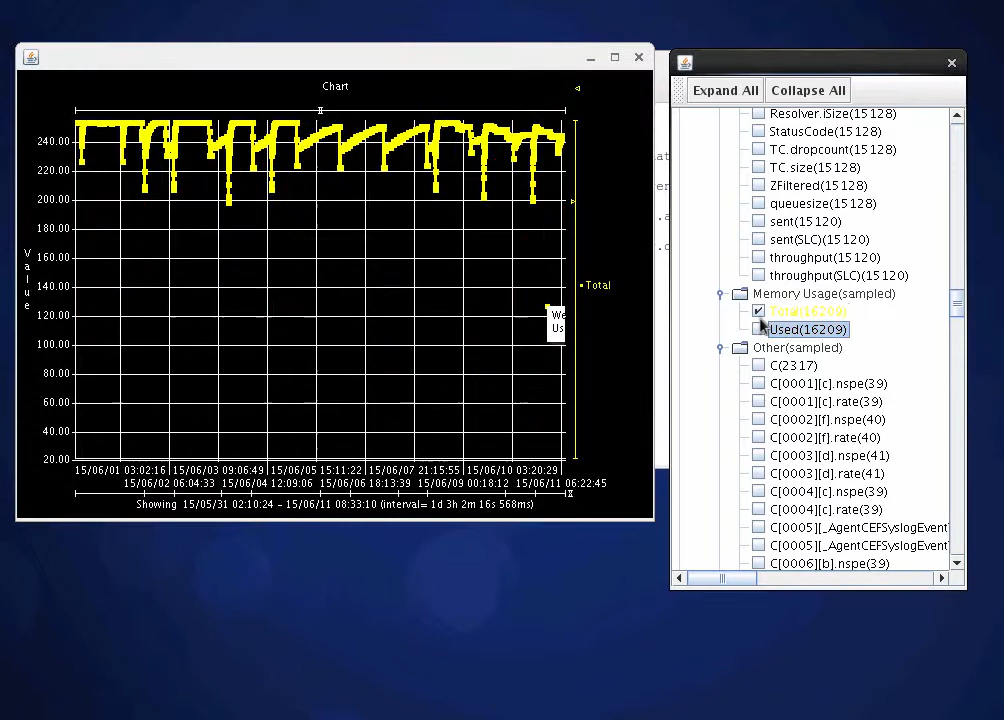 Chart
240.00
220.00
200.00
180.00
160.00
140.00
120.00
100.00
80.00
60.00
40.00
20.00
Value
Total
We
Us
15/06/01 03:02:16 15/06/03 09:06:49 15/06/05 15:11:22 15/06/07 21:15:55 15/06/10 03:20:29
15/06/02 06:04:33 15/06/04 12:09:06 15/06/06 18:13:39 15/06/09 00:18:12 15/06/11 06:22:45
Showing 15/05/31 02:10:24 - 15/06/11 08:33:10 (interval= 1d 3h 2m 16s 568ms)
Expand All
Collapse All
Resolver.iSize(15128)
StatusCode(15128)
TC.dropcount(15128)
TC.size(15128)
ZFiltered(15128)
queuesize(15128)
sent(15120)
sent(SLC)(15120)
throughput(15120)
throughput(SLC)(15120)
Memory Usage(sampled)
Total(16209)
Used(16209)
Other(sampled)
C(2317)
C[0001][c].nspe(39)
C[0001][c].rate(39)
C[0002][f].nspe(40)
C[0002][f].rate(40)
C[0003][d].nspe(41)
C[0003][d].rate(41)
C[0004][c].nspe(39)
C[0004][c].rate(39)
C[0005][_AgentCEFSyslogEvent
C[0005][_AgentCEFSyslogEvent
C[0006][b].nspe(39)